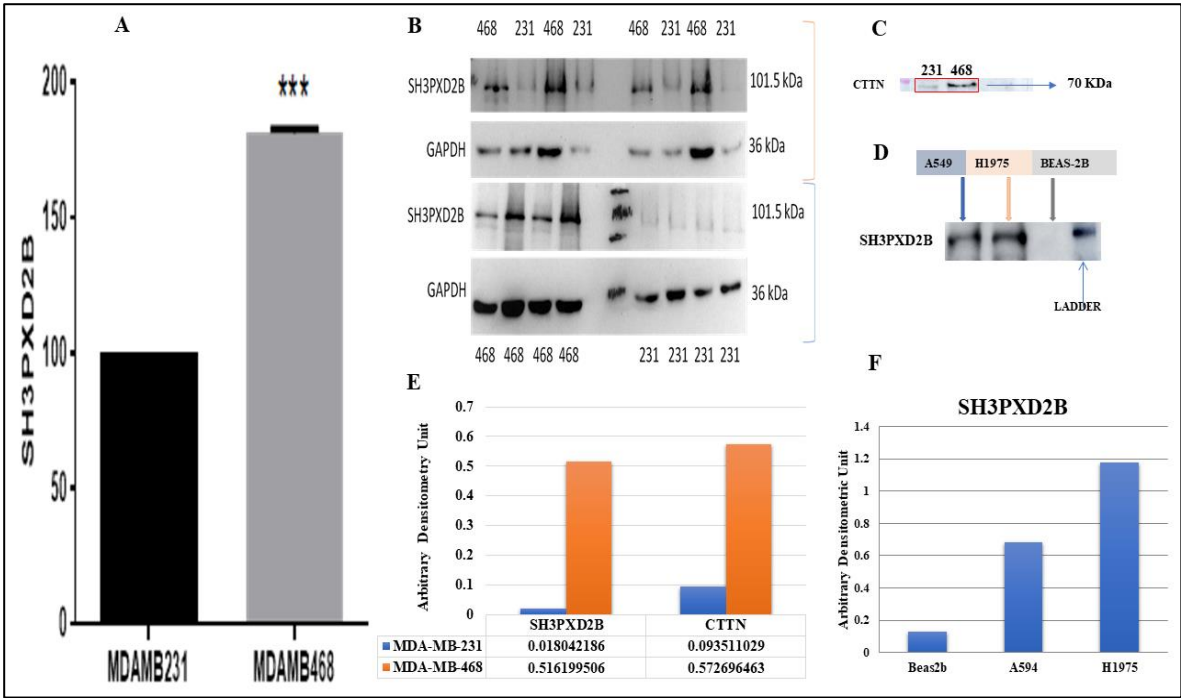 A
SH3PXD2B
200
150
100
50
0
***
MDAMB231
MDAMB468
B
468 231 468 231
468 231 468 231
SH3PXD2B
101.5 kDa
GAPDH
36 kDa
SH3PXD2B
101.5 kDa
GAPDH
36 kDa
468 468 468 468
231 231 231 231
C
231 468
CTTN
70 KDa
D
A549 H1975 BEAS-2B
SH3PXD2B
LADDER
E
Arbitrary Densitometry Unit
0.7
0.6
0.5
0.4
0.3
0.2
0.1
0
SH3PXD2B CTTN
MDA-MB-231 0.018042186 0.093511029
MDA-MB-468 0.516199506 0.572696463
F
SH3PXD2B
Arbitrary Densitometric Unit
1.4
1.2
1
0.8
0.6
0.4
0.2
0
Beas2b A594 H1975